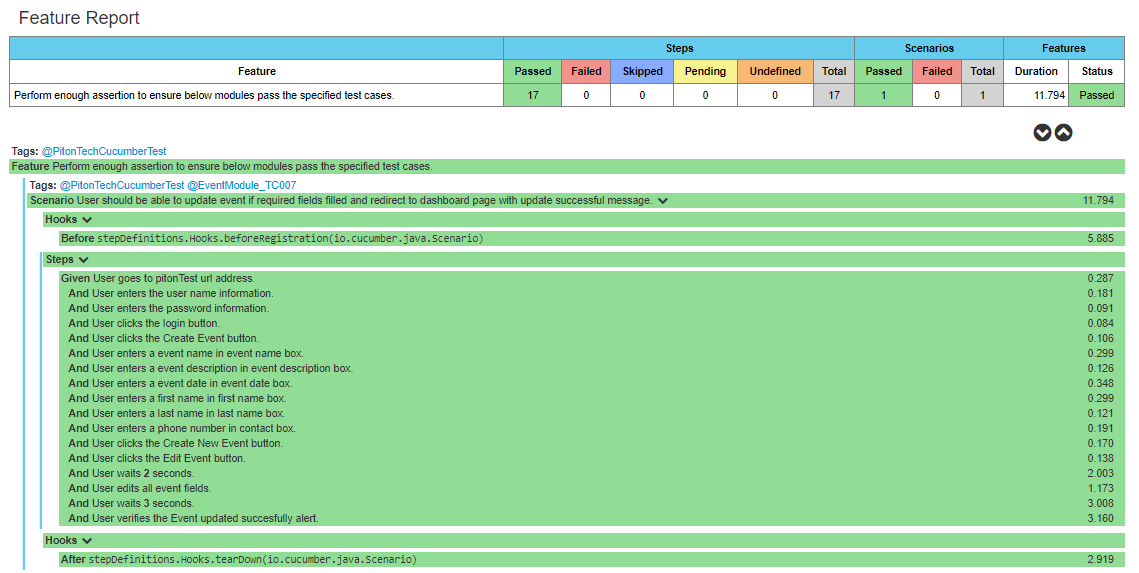 Feature Report
Steps Scenarios Features
Feature Passed Failed Skipped Pending Undefined Total Passed Failed Total Duration Status
Perform enough assertion to ensure below modules pass the specified test cases. 17 0 0 0 0 17 1 0 1 11.794 Passed
Tags: @PitonTechCucumberTest
Feature Perform enough assertion to ensure below modules pass the specified test cases.
Tags: @PitonTechCucumberTest @EventModule_TC007
Scenario User should be able to update event if required fields filled and redirect to dashboard page with update successful message. 11.794
Hooks
Before stepDefinitions.Hooks.beforeRegistration(io.cucumber.java.Scenario) 5.885
Steps
Given User goes to pitonTest url address. 0.287
And User enters the user name information. 0.181
And User enters the password information. 0.091
And User clicks the login button. 0.084
And User clicks the Create Event button. 0.106
And User enters a event name in event name box. 0.299
And User enters a event description in event description box. 0.126
And User enters a event date in event date box. 0.348
And User enters a first name in first name box. 0.299
And User enters a last name in last name box. 0.121
And User enters a phone number in contact box. 0.191
And User clicks the Create New Event button. 0.170
And User clicks the Edit Event button. 0.138
And User waits 2 seconds. 2.003
And User edits all event fields. 1.173
And User waits 3 seconds. 3.008
And User verifies the Event updated succesfully alert. 3.160
Hooks
After stepDefinitions.Hooks.tearDown(io.cucumber.java.Scenario) 2.919